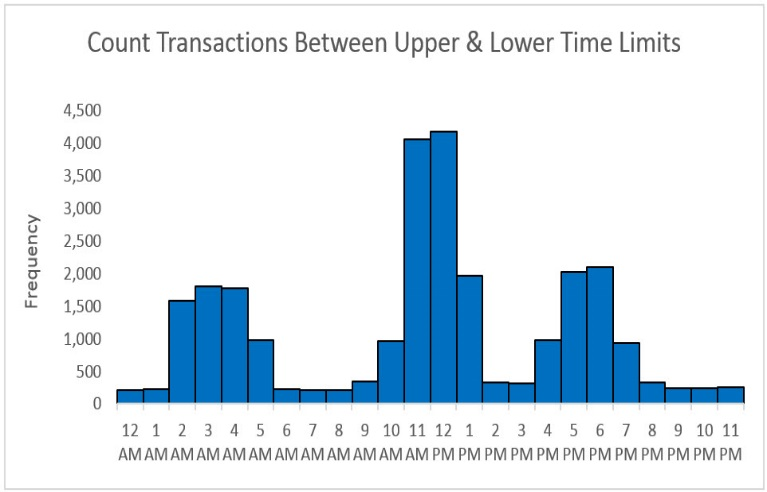 Count Transactions Between Upper & Lower Time Limits
4,500
4,000
3,500
3,000
2,500
2,000
1,500
1,000
500
0
Frequency
12 1 2 3 4 5 6 7 8 9 10 11 12 1 2 3 4 5 6 7 8 9 10 11
AM AM AM AM AM AM AM AM AM AM AM AM PM PM PM PM PM PM PM PM PM PM PM PM